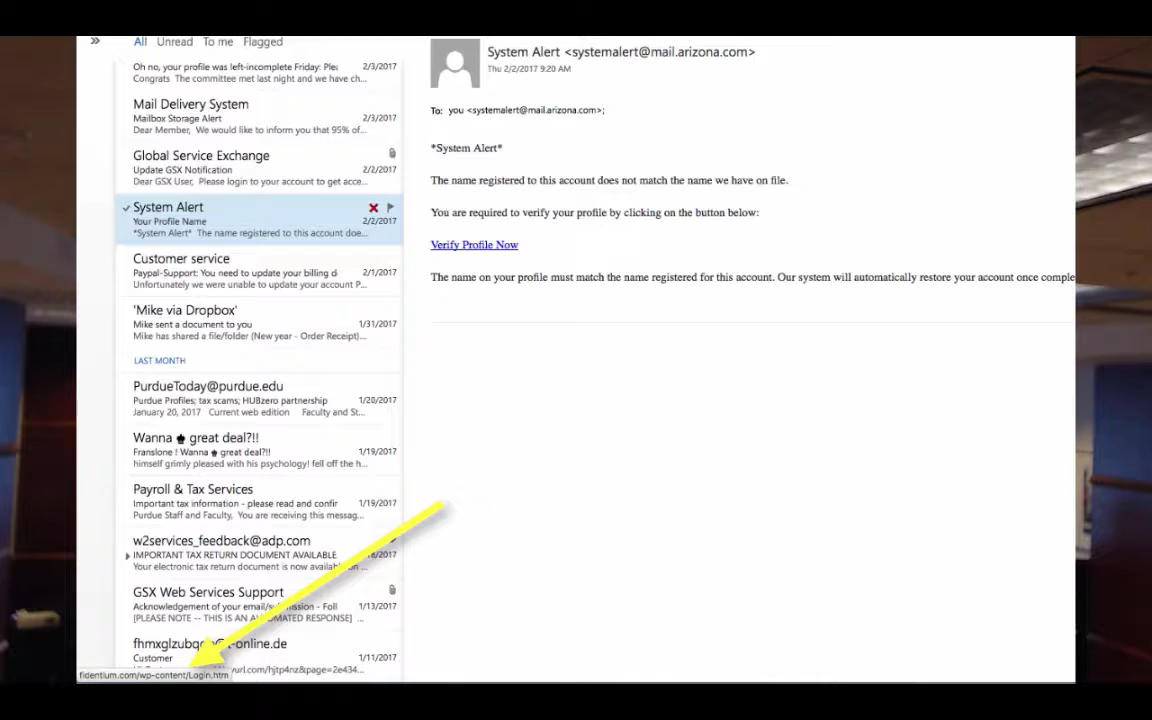 »
All Unread To me Flagged
Oh no, your profile was left-incomplete Friday: Plea 2/3/2017
Congrats The committee met last night and we have ch...
Mail Delivery System
Mailbox Storage Alert 2/3/2017
Dear Member, We would like to inform you that 95% of...
Global Service Exchange
Update GSX Notification 2/2/2017
Dear GSX User, Please login to your account to get acce...
System Alert
Your Profile Name 2/2/2017
*System Alert* The name registered to this account doe...
Customer service
Paypal-Support: You need to update your billing d 2/1/2017
Unfortunately we were unable to update your account P...
'Mike via Dropbox'
Mike sent a document to you 1/31/2017
Mike has shared a file/folder (New year - Order Receipt)...
LAST MONTH
PurdueToday@purdue.edu
Purdue Profiles; tax scams; HUBzero partnership 1/20/2017
January 20, 2017 Current web edition Faculty and St...
Wanna great deal?!!
Franslone ! Wanna great deal?!! 1/19/2017
himself grimly pleased with his psychology! fell off the h...
Payroll & Tax Services
Important tax information - please read and confir 1/19/2017
Purdue Staff and Faculty, You are receiving this messag...
w2services_feedback@adp.com
IMPORTANT TAX RETURN DOCUMENT AVAILABLE
Your electronic tax return document is now available
GSX Web Services Support
Acknowledgement of your email/submission - Foll 1/13/2017
[PLEASE NOTE -- THIS IS AN AUTOMATED RESPONSE] ...
Customer 1/11/2017
fidentium.com/wp-content/Login.htm
System Alert <systemalert@mail.arizona.com>
Thu 2/2/2017 9:20 AM
To: you <systemalert@mail.arizona.com>;
*System Alert*
The name registered to this account does not match the name we have on file.
You are required to verify your profile by clicking on the button below:
Verify Profile Now
The name on your profile must match the name registered for this account. Our system will automatically restore your account once comple